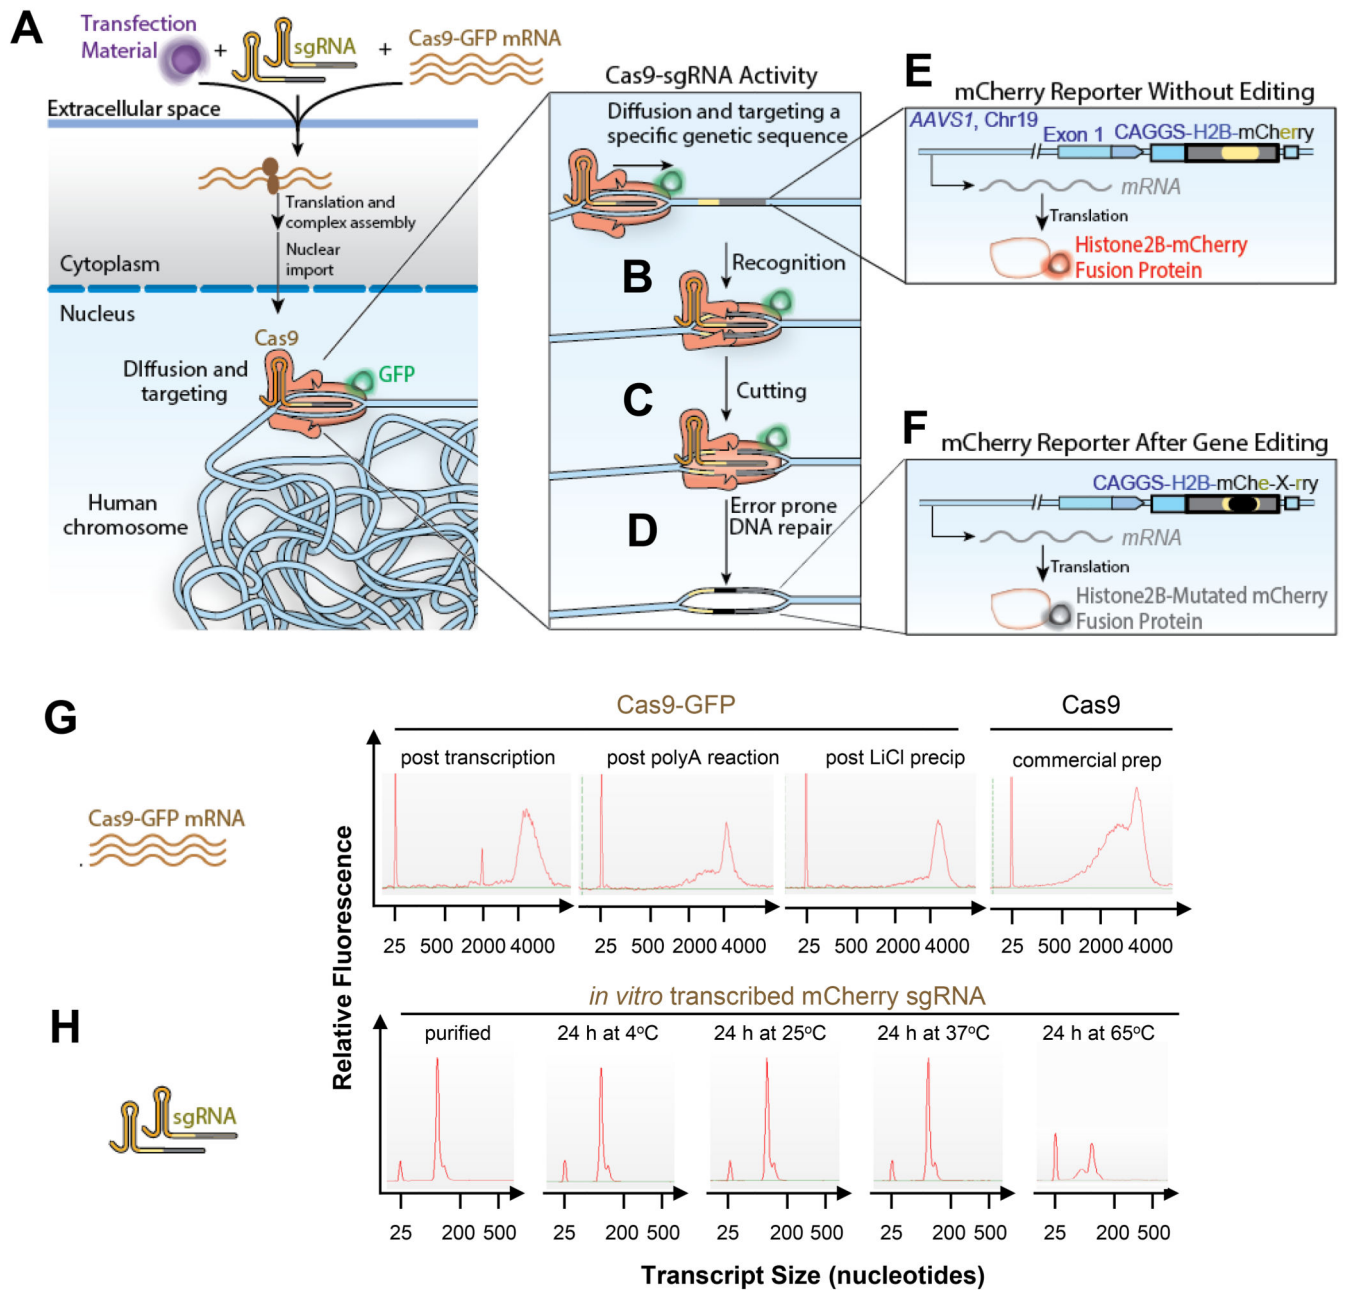 A
Transfection
Material
+
sgRNA
+
Cas9-GFP mRNA
Extracellular space
Translation and
complex assembly
Nuclear
import
Cytoplasm
Nucleus
Cas9
DIffusion and
targeting
GFP
Human
chromosome
Cas9-sgRNA Activity
Diffusion and targeting a
specific genetic sequence
B
Recognition
C
Cutting
D
Error prone
DNA repair
E
mCherry Reporter Without Editing
AAVS1, Chr19
Exon 1
CAGGS-H2B-mCherry
mRNA
Translation
Histone2B-mCherry
Fusion Protein
F
mCherry Reporter After Gene Editing
CAGGS-H2B-mChe-X-rry
mRNA
Translation
Histone2B-Mutated mCherry
Fusion Protein
G
Cas9-GFP
Cas9
post transcription
post polyA reaction
post LiCl precip
commercial prep
Cas9-GFP mRNA
25 500 2000 4000
25 500 2000 4000
25 500 2000 4000
25 500 2000 4000
Relative Fluorescence
H
in vitro transcribed mCherry sgRNA
purified
24 h at 4°C
24 h at 25°C
24 h at 37°C
24 h at 65°C
sgRNA
25 200 500
25 200 500
25 200 500
25 200 500
25 200 500
Transcript Size (nucleotides)